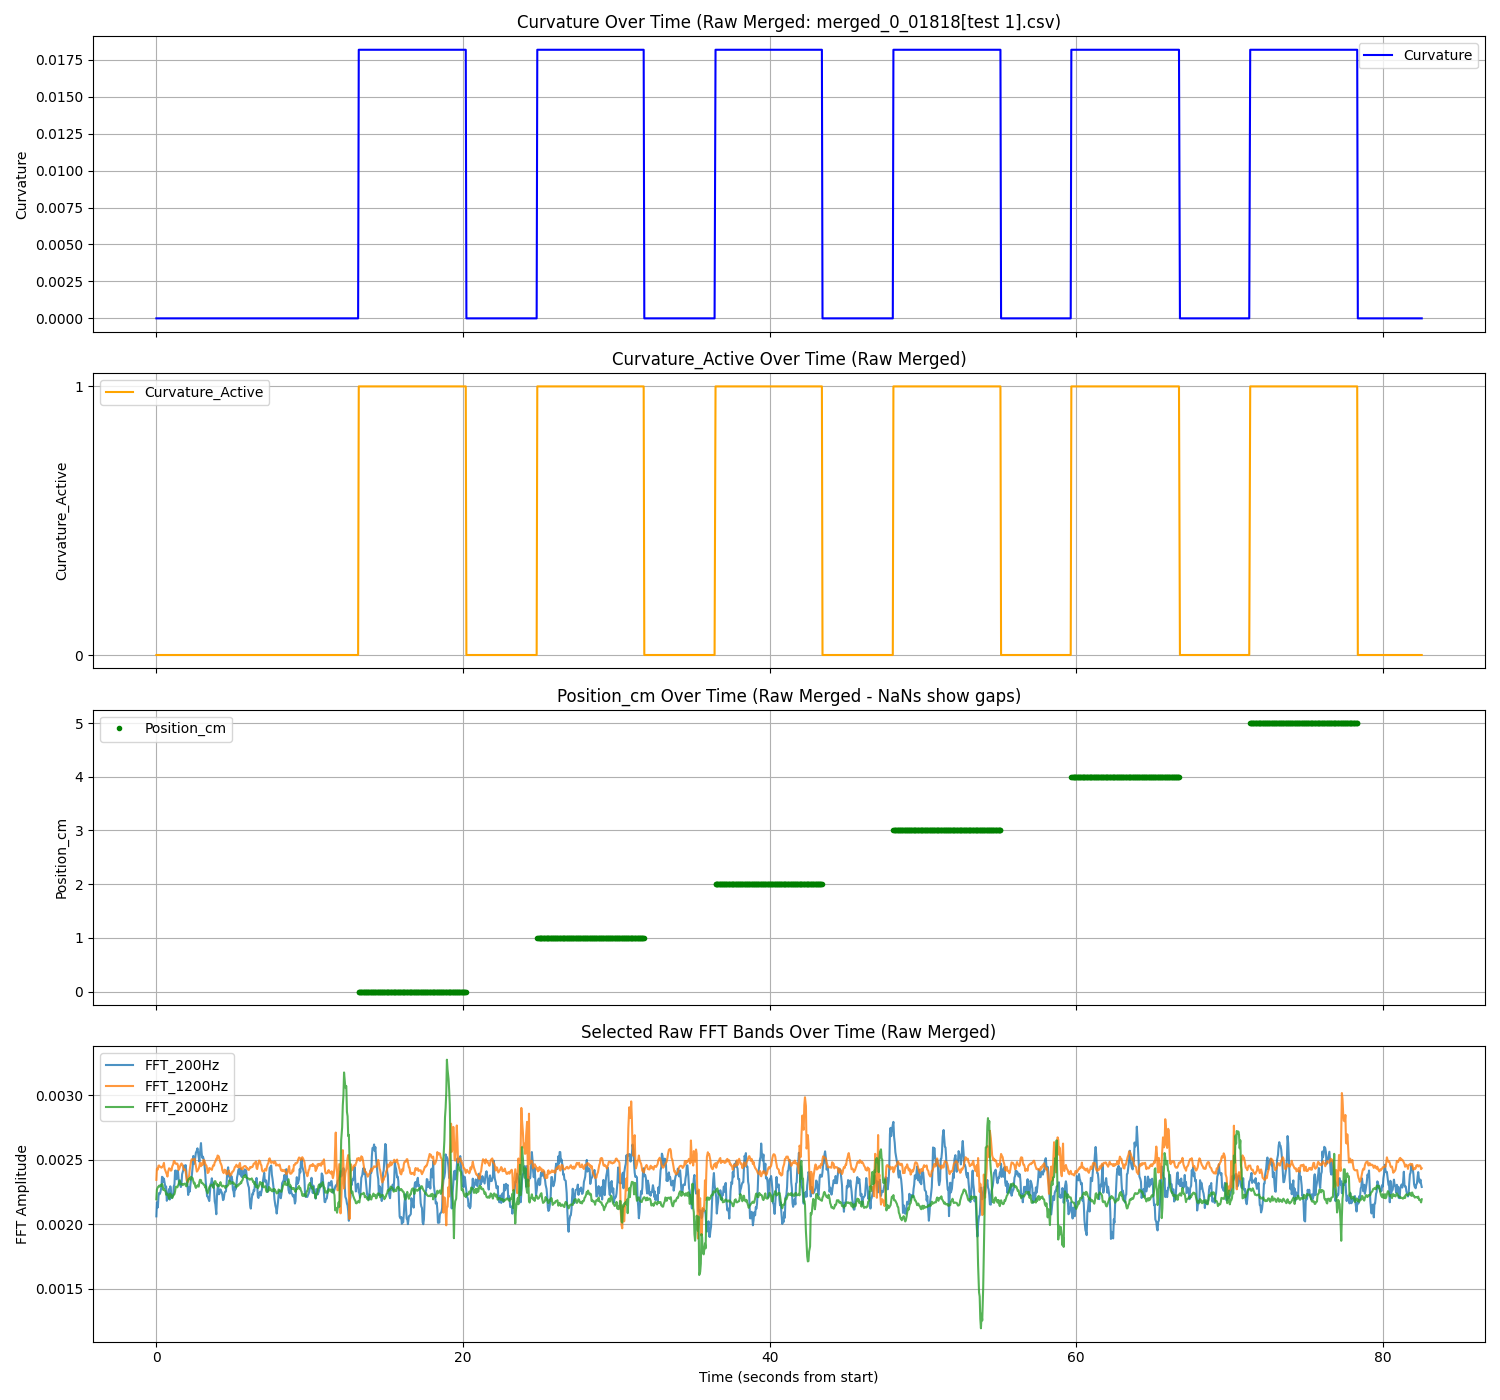 Curvature Over Time (Raw Merged: merged_0_01818[test 1].csv)
Curvature
0.0175
0.0150
0.0125
0.0100
0.0075
0.0050
0.0025
0.0000
Curvature
Curvature_Active Over Time (Raw Merged)
Curvature_Active
1
0
Curvature_Active
Position_cm Over Time (Raw Merged - NaNs show gaps)
Position_cm
5
4
3
2
1
0
Position_cm
Selected Raw FFT Bands Over Time (Raw Merged)
FFT_200Hz
FFT_1200Hz
FFT_2000Hz
0.0030
0.0025
0.0020
0.0015
FFT Amplitude
0 20 40 60 80
Time (seconds from start)